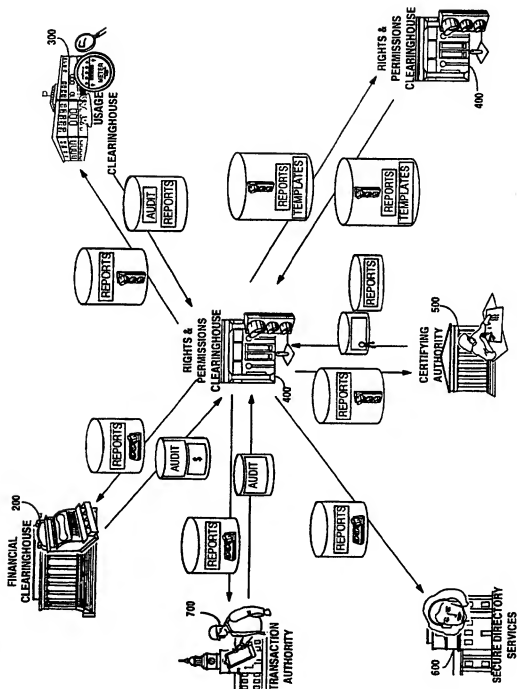 FINANCIAL
CLEARINGHOUSE
200
300
USAGE
CLEARINGHOUSE
METER
REPORTS
AUDIT
$
REPORTS
AUDIT
REPORTS
700
TRANSACTION
AUTHORITY
REPORTS
AUDIT
RIGHTS &
PERMISSIONS
CLEARINGHOUSE
400
REPORTS
TEMPLATES
REPORTS
TEMPLATES
REPORTS
REPORTS
REPORTS
600
SECURE DIRECTORY
SERVICES
500
CERTIFYING
AUTHORITY
RIGHTS &
PERMISSIONS
CLEARINGHOUSE
400